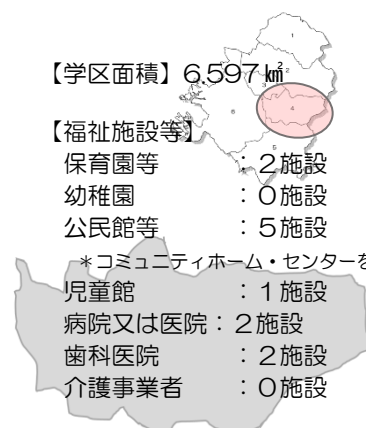 【学区面積】６.５９７㎢
【福祉施設等】
保育園等　　　：２施設
幼稚園　　　　：０施設
公民館等　　　：５施設
＊コミュニティホーム・センターを
児童館　　　　：１施設
病院又は医院：２施設
歯科医院　　　：２施設
介護事業者　　：０施設